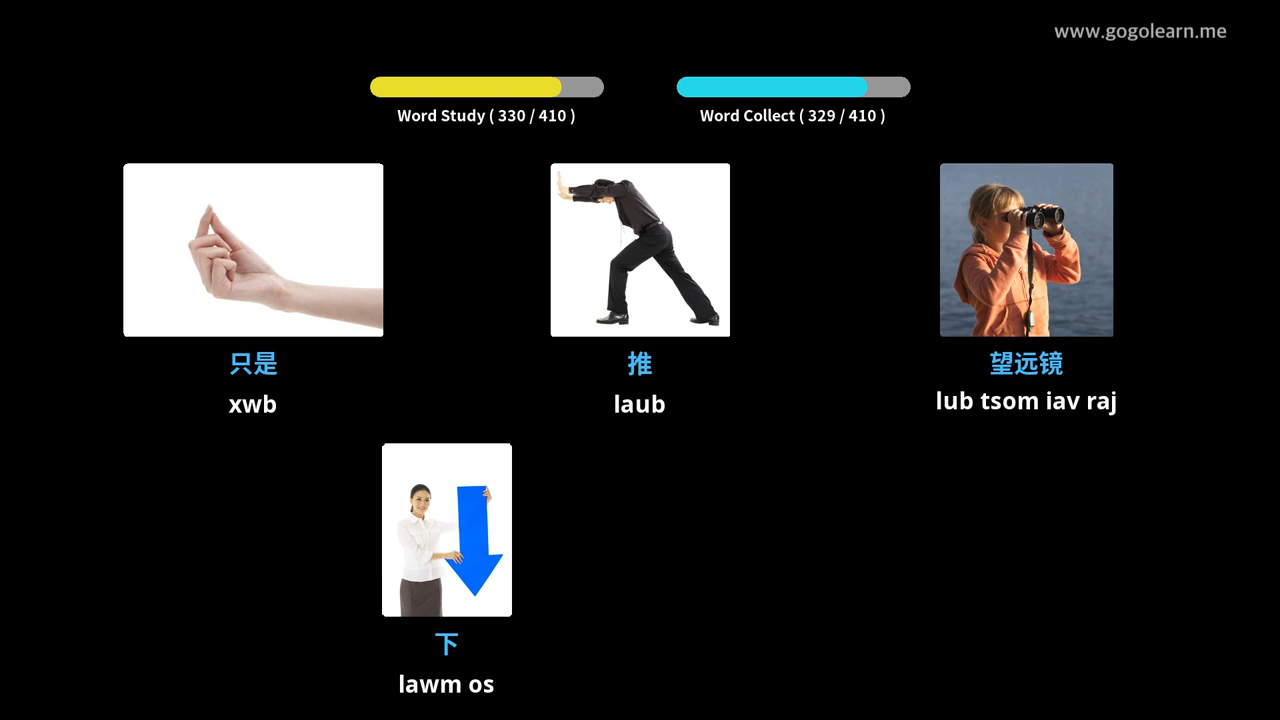 www.gogolearn.me
Word Study ( 330 / 410 )
Word Collect ( 329 / 410 )
只是
xwb
推
laub
望远镜
lub tsom iav raj
下
lawm os